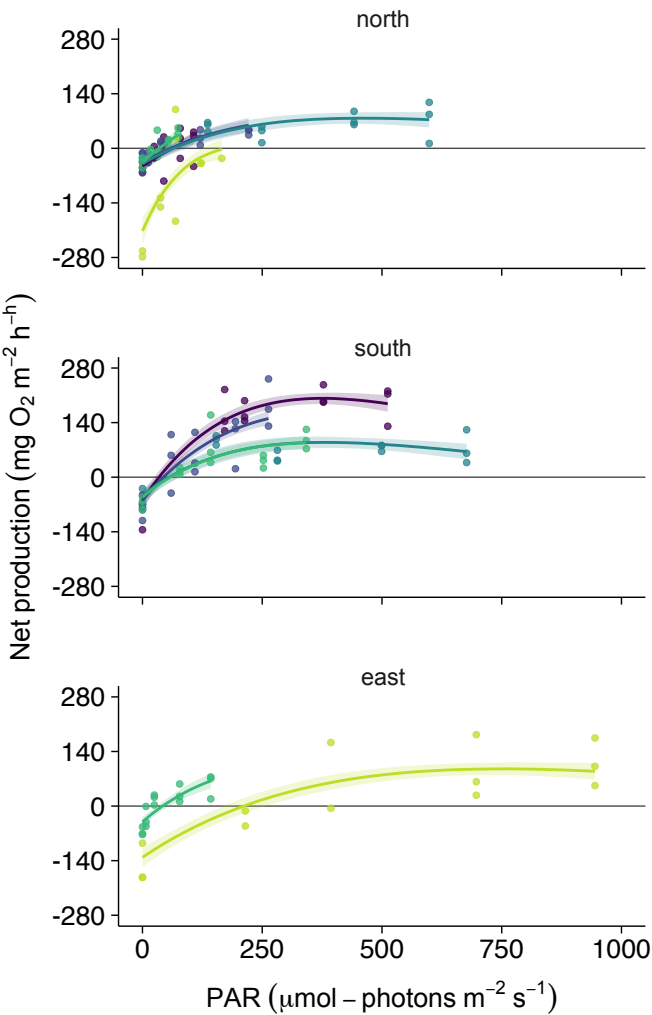 north
280
140
0
-140
-280
south
280
140
0
-140
-280
east
280
140
0
-140
-280
0 250 500 750 1000
Net production (mg O₂ m⁻² h⁻ʰ)
PAR (μmol – photons m⁻² s⁻¹)